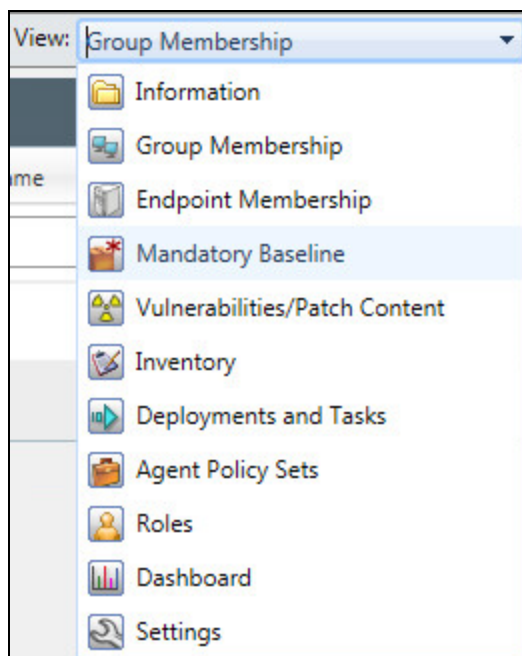 View: Group Membership
Information
Group Membership
ame
Endpoint Membership
Mandatory Baseline
Vulnerabilities/Patch Content
Inventory
Deployments and Tasks
Agent Policy Sets
Roles
Dashboard
Settings